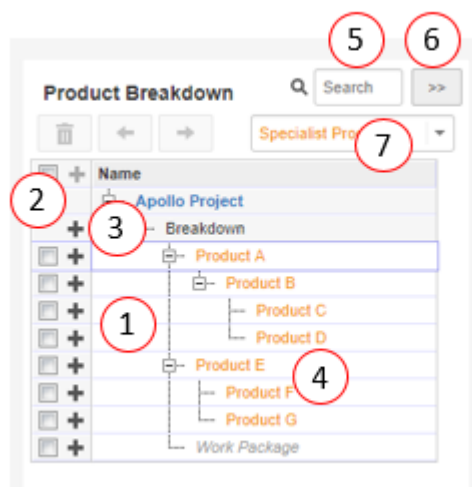 5 6
Product Breakdown Search >>
Specialist 7
Name
2 Apollo Project
3 Breakdown
Product A
Product B
1 Product C
Product D
Product E
4
Product F
Product G
Work Package